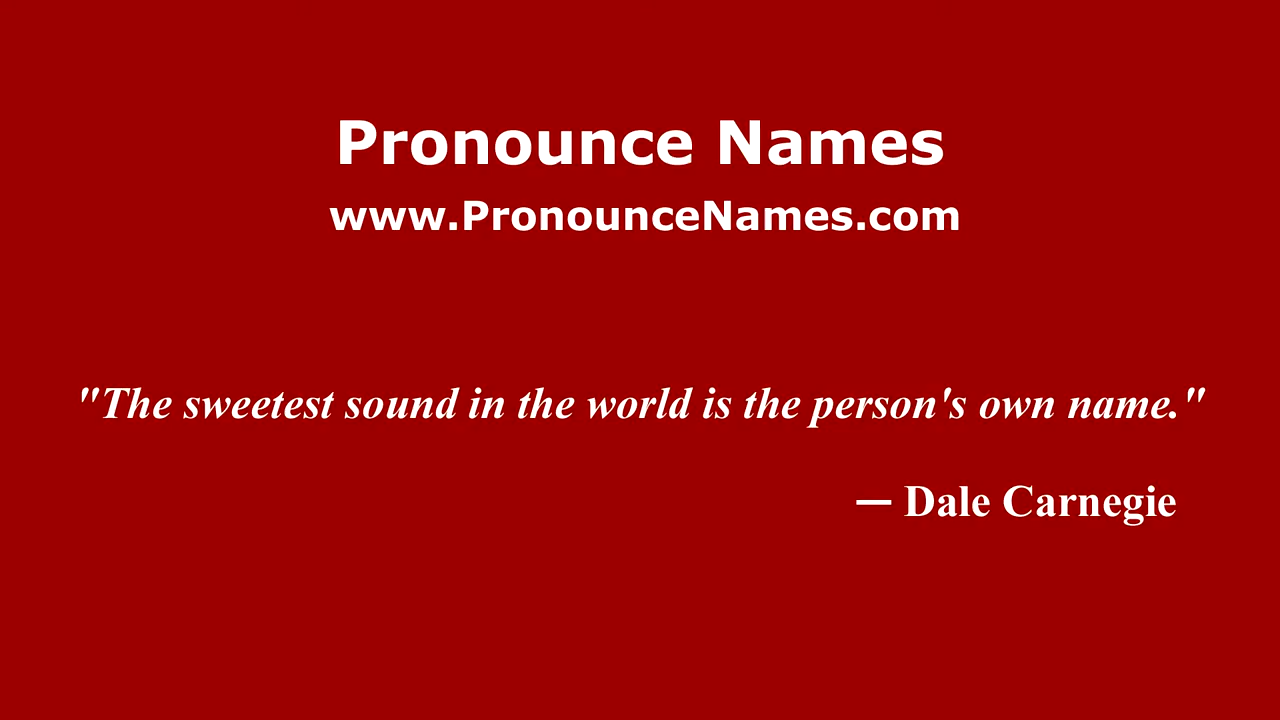 Pronounce Names
www.PronounceNames.com
"The sweetest sound in the world is the person's own name."
— Dale Carnegie